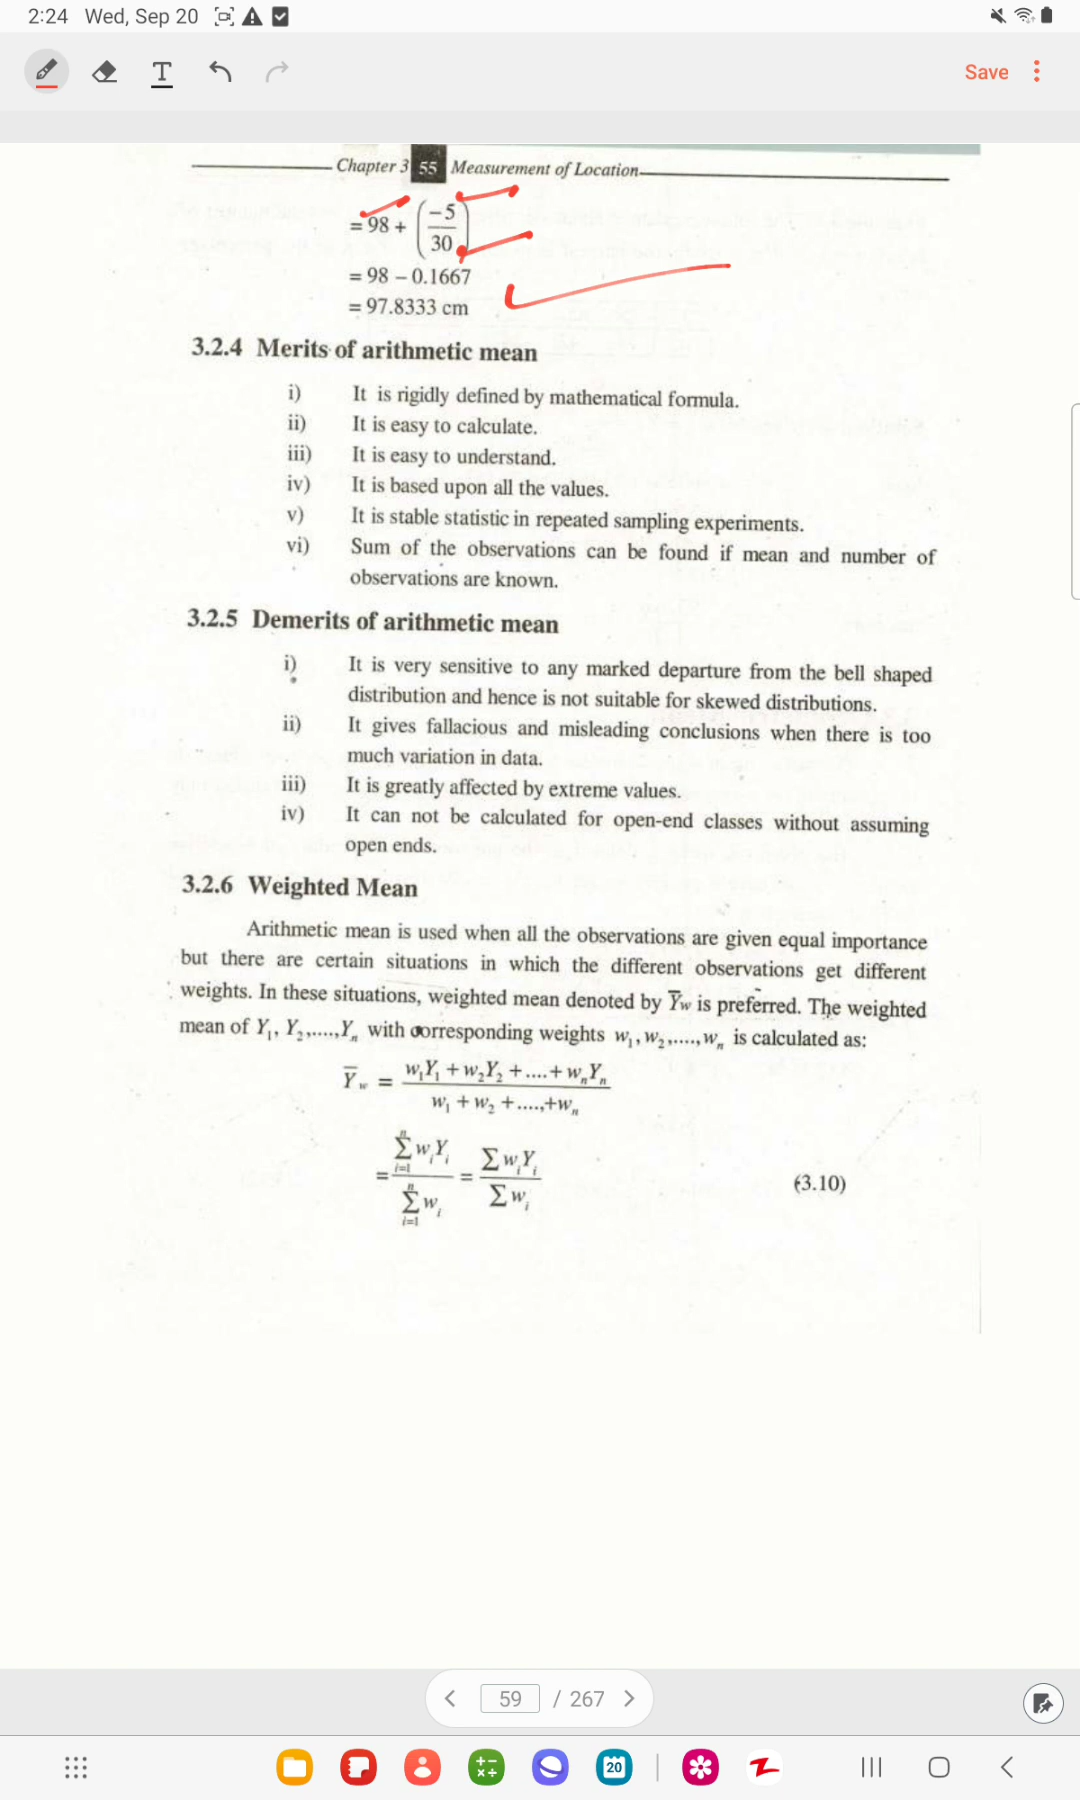 2:24 Wed, Sep 20
T
Save
Chapter 3 55 Measurement of Location
= 98 + (-5/30)
= 98 – 0.1667
= 97.8333 cm
3.2.4 Merits of arithmetic mean
i) It is rigidly defined by mathematical formula.
ii) It is easy to calculate.
iii) It is easy to understand.
iv) It is based upon all the values.
v) It is stable statistic in repeated sampling experiments.
vi) Sum of the observations can be found if mean and number of
observations are known.
3.2.5 Demerits of arithmetic mean
i) It is very sensitive to any marked departure from the bell shaped
distribution and hence is not suitable for skewed distributions.
ii) It gives fallacious and misleading conclusions when there is too
much variation in data.
iii) It is greatly affected by extreme values.
iv) It can not be calculated for open-end classes without assuming
open ends.
3.2.6 Weighted Mean
Arithmetic mean is used when all the observations are given equal importance
but there are certain situations in which the different observations get different
weights. In these situations, weighted mean denoted by Y̅w is preferred. The weighted
mean of Y₁, Y₂,....,Yₙ with corresponding weights w₁, w₂,....,wₙ is calculated as:
Y̅w = (w₁Y₁ + w₂Y₂ + .... + wₙYₙ) / (w₁ + w₂ + ....,+wₙ)
= (∑ᵢ₌₁ⁿ wᵢYᵢ) / (∑ᵢ₌₁ⁿ wᵢ) = (∑ wᵢYᵢ) / (∑ wᵢ) (3.10)
59 / 267
20